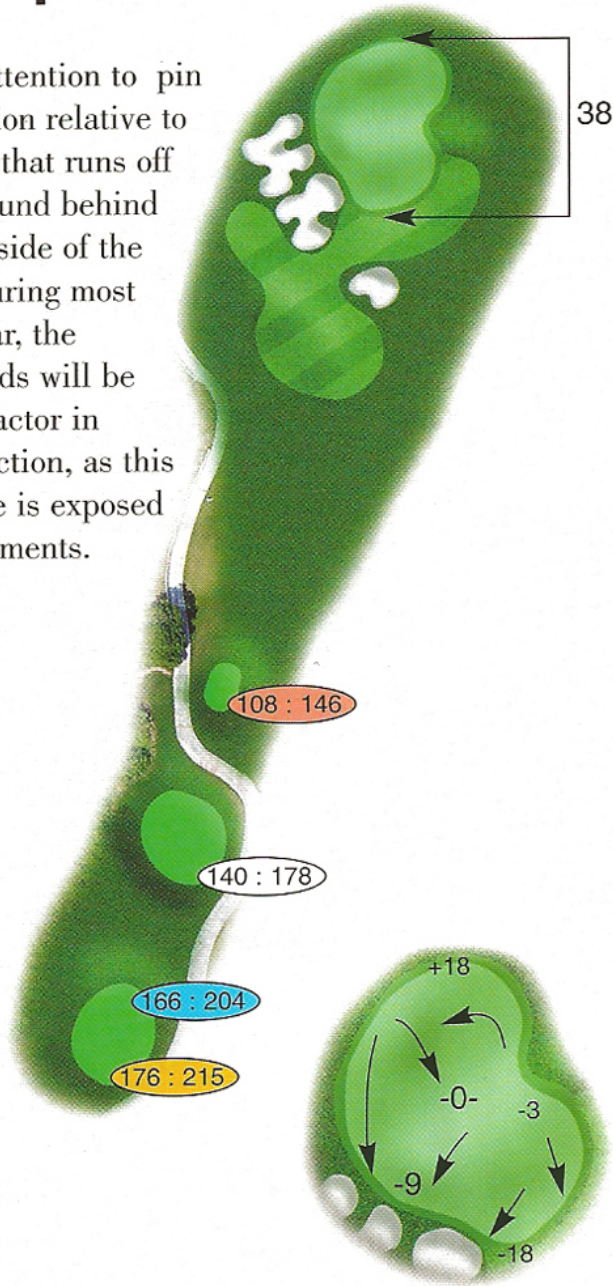 ttention to pin
ion relative to
that runs off
und behind
side of the
uring most
ar, the
ds will be
actor in
ction, as this
e is exposed
ments.
38
108 : 146
140 : 178
166 : 204
176 : 215
+18
-0-
-3
-9
-18